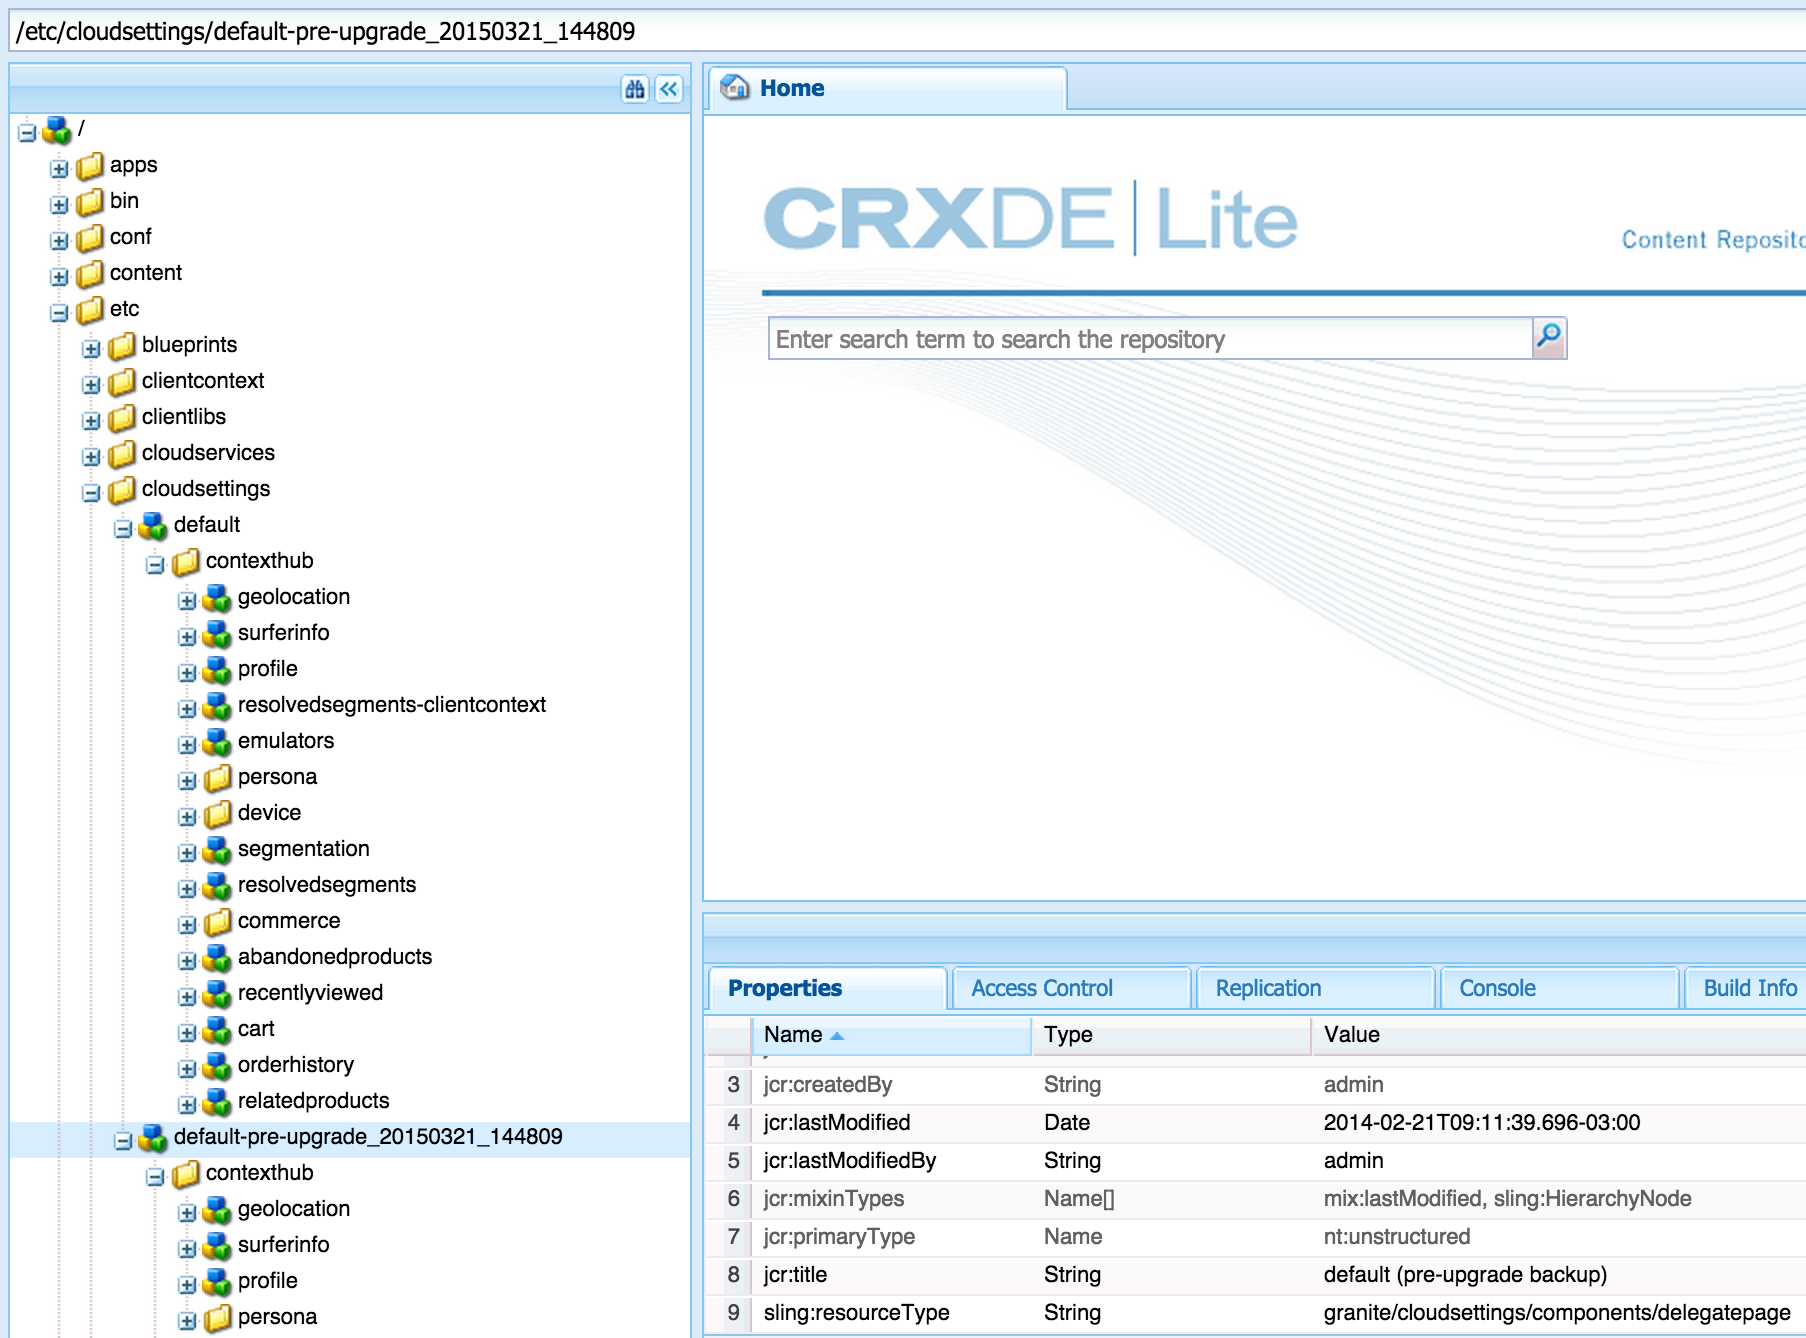 /etc/cloudsettings/default-pre-upgrade_20150321_144809
/
apps
bin
conf
content
etc
blueprints
clientcontext
clientlibs
cloudservices
cloudsettings
default
contexthub
geolocation
surferinfo
profile
resolvedsegments-clientcontext
emulators
persona
device
segmentation
resolvedsegments
commerce
abandonedproducts
recentlyviewed
cart
orderhistory
relatedproducts
default-pre-upgrade_20150321_144809
contexthub
geolocation
surferinfo
profile
persona
Home
CRXDE | Lite
Content Reposito
Enter search term to search the repository
Properties Access Control Replication Console Build Info
Name Type Value
3 jcr:createdBy String admin
4 jcr:lastModified Date 2014-02-21T09:11:39.696-03:00
5 jcr:lastModifiedBy String admin
6 jcr:mixinTypes Name[] mix:lastModified, sling:HierarchyNode
7 jcr:primaryType Name nt:unstructured
8 jcr:title String default (pre-upgrade backup)
9 sling:resourceType String granite/cloudsettings/components/delegatepage